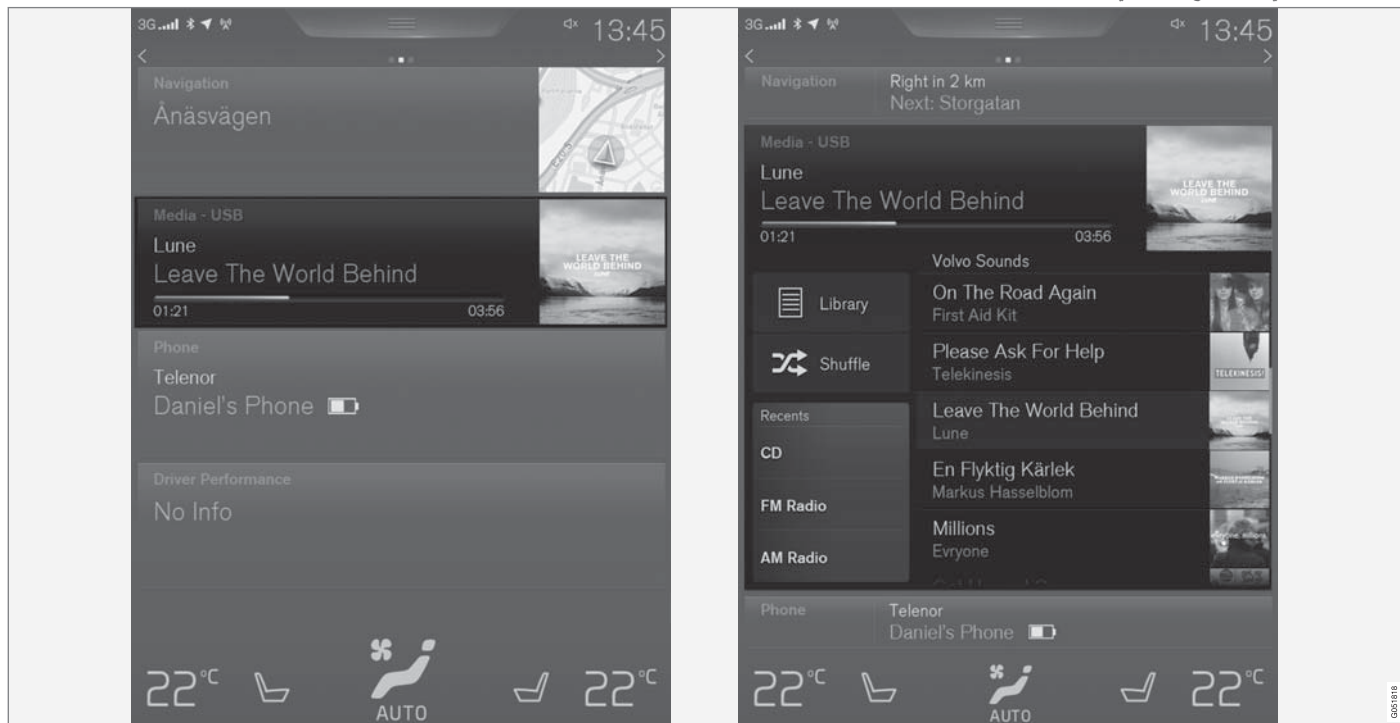 3G
13:45
Navigation
Ånäsvägen
Media - USB
Lune
Leave The World Behind
01:21 03:56
LEAVE THE
WORLD BEHIND
LUNE
Phone
Telenor
Daniel's Phone
Driver Performance
No Info
22°C 22°C
AUTO
3G
13:45
Navigation Right in 2 km
Next: Storgatan
Media - USB
Lune
Leave The World Behind
01:21 03:56
LEAVE THE
WORLD BEHIND
LUNE
Volvo Sounds
Library
Shuffle
Recents
CD
FM Radio
AM Radio
On The Road Again
First Aid Kit
Please Ask For Help
Telekinesis
TELEKINESIS!
Leave The World Behind
Lune
En Flyktig Kärlek
Markus Hasselblom
Millions
Evryone
Phone Telenor
Daniel's Phone
22°C 22°C
AUTO
G051818